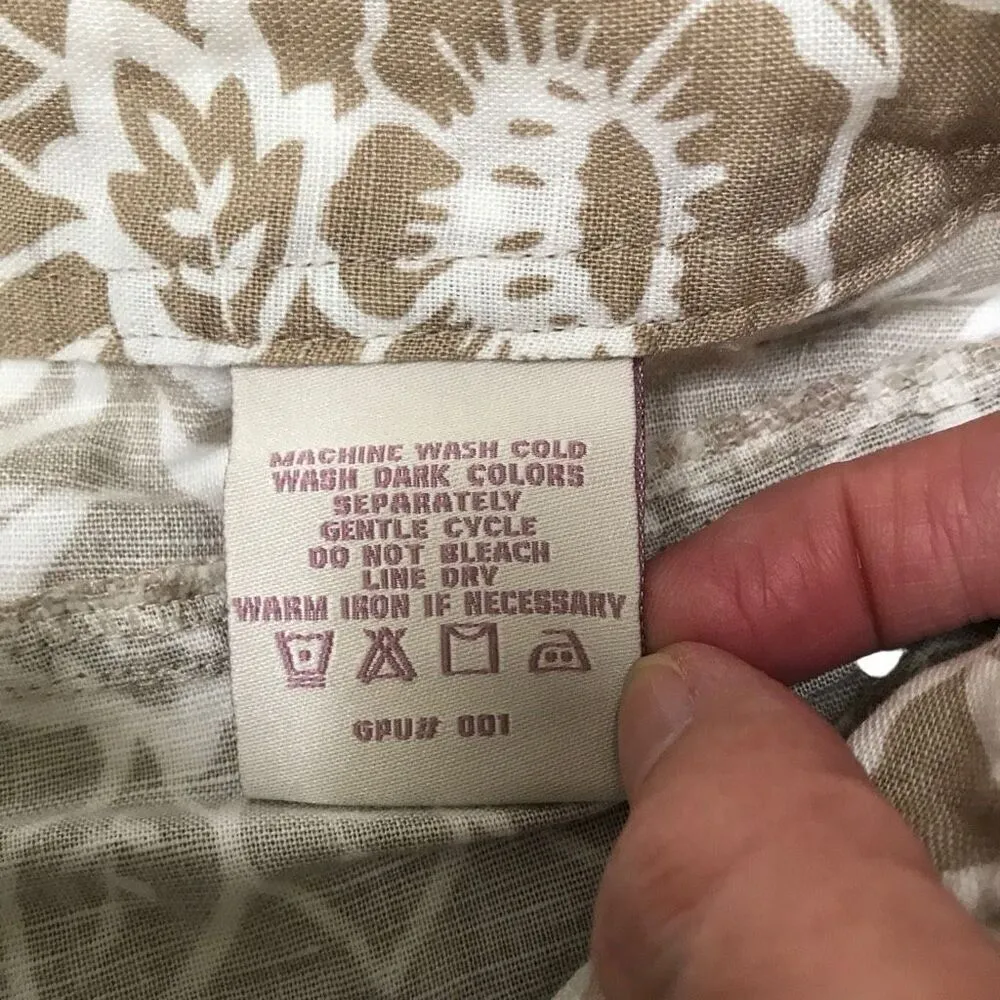 MACHINE WASH COLD
WASH DARK COLORS
SEPARATELY
GENTLE CYCLE
DO NOT BLEACH
LINE DRY
WARM IRON IF NECESSARY
GPU# 001